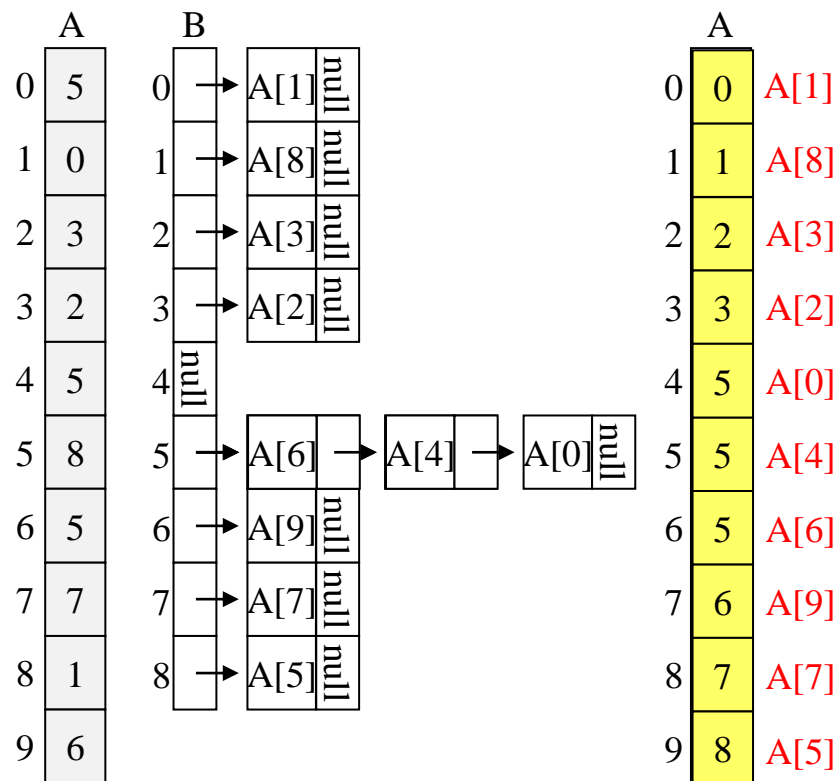 A B A
0 5 0 A[1] null 0 0 A[1]
1 0 1 A[8] null 1 1 A[8]
2 3 2 A[3] null 2 2 A[3]
3 2 3 A[2] null 3 3 A[2]
4 5 4 null 4 5 A[0]
5 8 5 A[6] A[4] A[0] null 5 5 A[4]
6 5 6 A[9] null 6 5 A[6]
7 7 7 A[7] null 7 6 A[9]
8 1 8 A[5] null 8 7 A[7]
9 6 9 8 A[5]